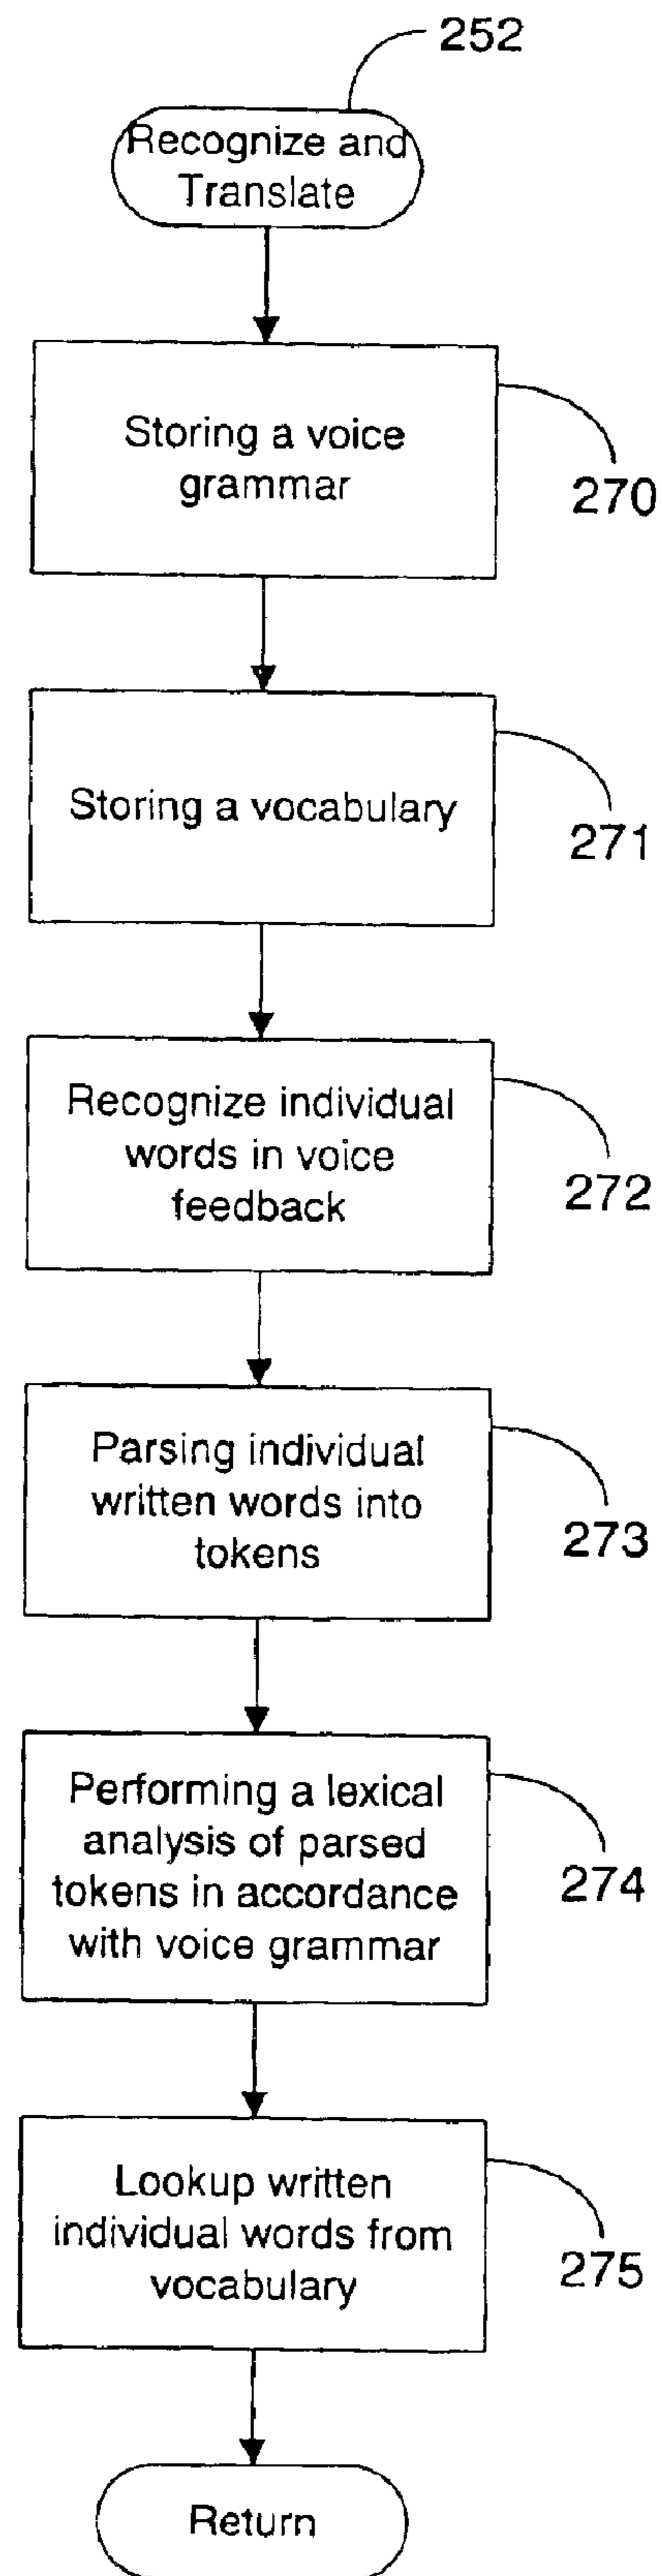 252
Recognize and
Translate
Storing a voice
grammar
270
Storing a vocabulary
271
Recognize individual
words in voice
feedback
272
Parsing individual
written words into
tokens
273
Performing a lexical
analysis of parsed
tokens in accordance
with voice grammar
274
Lookup written
individual words from
vocabulary
275
Return